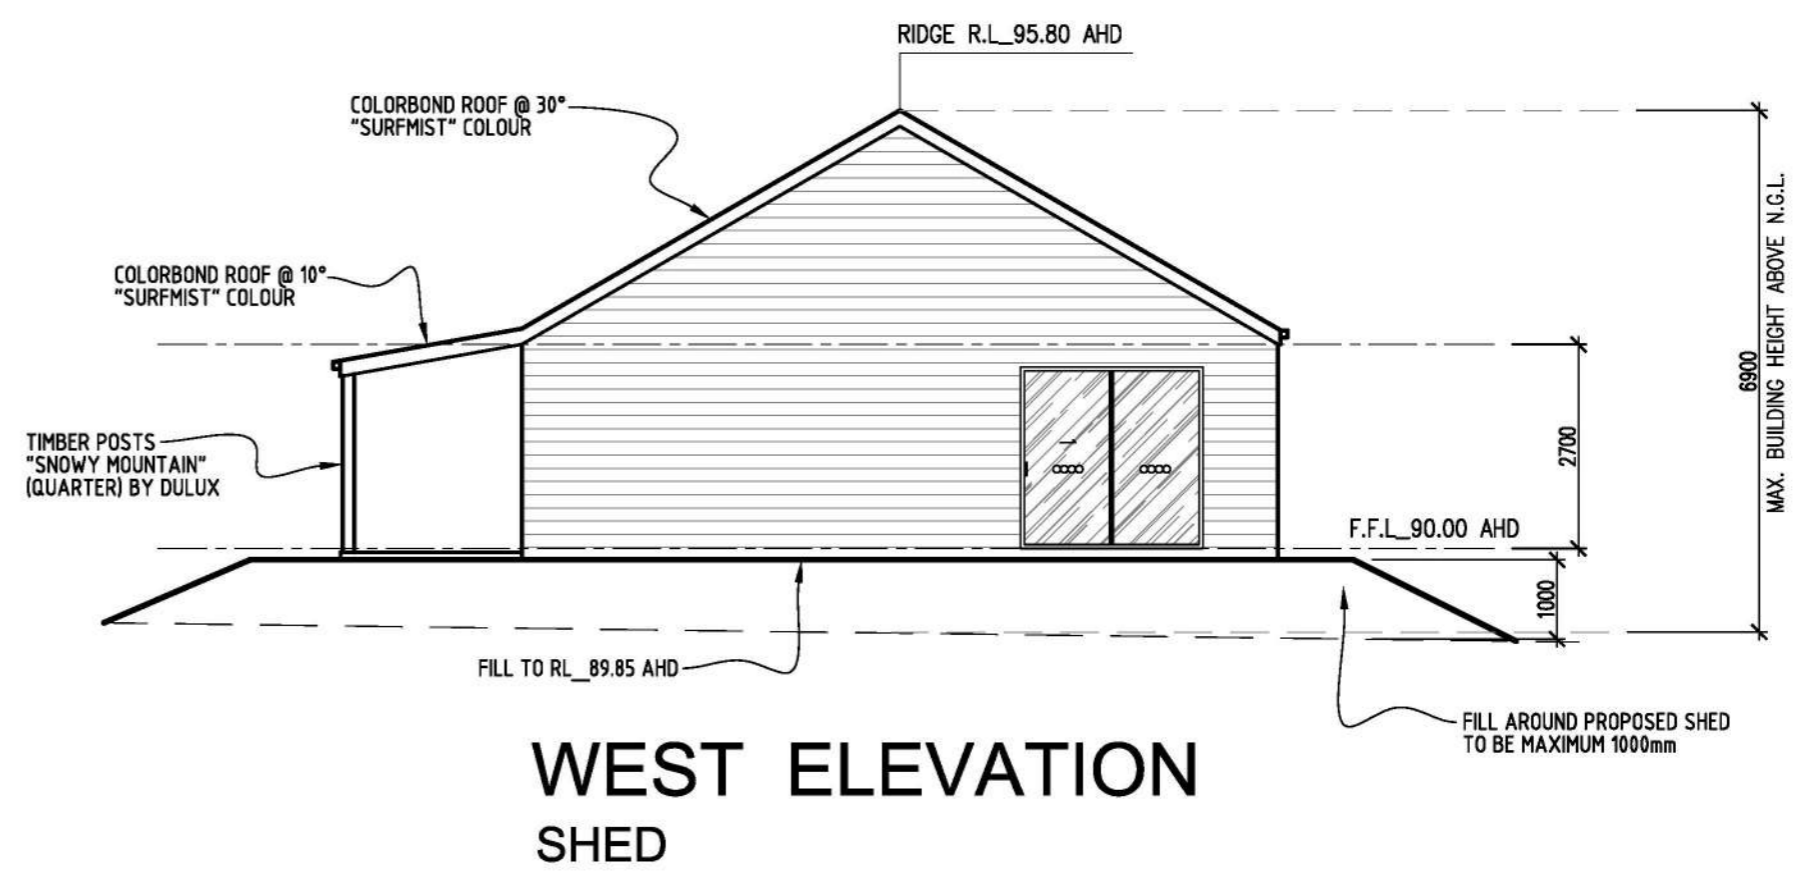 RIDGE R.L_95.80 AHD
COLORBOND ROOF @ 30°
"SURFMIST" COLOUR
COLORBOND ROOF @ 10°
"SURFMIST" COLOUR
TIMBER POSTS
"SNOWY MOUNTAIN"
(QUARTER) BY DULUX
MAX. BUILDING HEIGHT ABOVE N.G.L.
6900
2700
F.F.L_90.00 AHD
1000
FILL TO RL_89.85 AHD
FILL AROUND PROPOSED SHED
TO BE MAXIMUM 1000mm
WEST ELEVATION
SHED